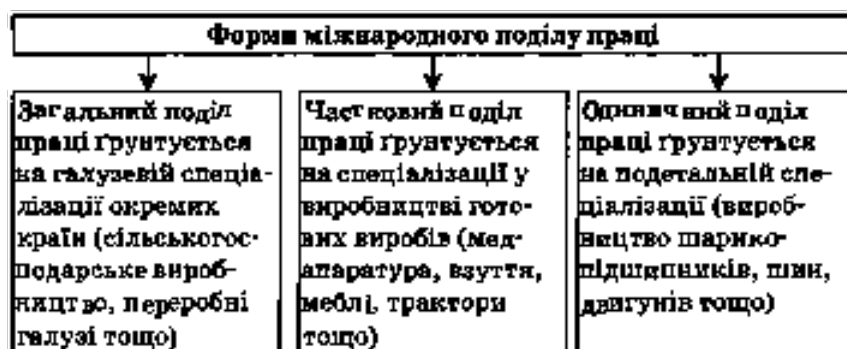 Форми міжнародного поділу праці
Загальний поділ
праці ґрунтується
на галузевій спеціа-
лізації окремих
країн (сільськогос-
подарське вироб-
ництво, переробні
галузі тощо)
Частковий поділ
праці ґрунтується
на спеціалізації у
виробництві гото-
вих виробів (мед-
апаратура, взуття,
меблі, трактори
тощо)
Одиничний поділ
праці ґрунтується
на подетальній спе-
ціалізації (вироб-
ництво шарико-
підшипників, шин,
двигунів тощо)